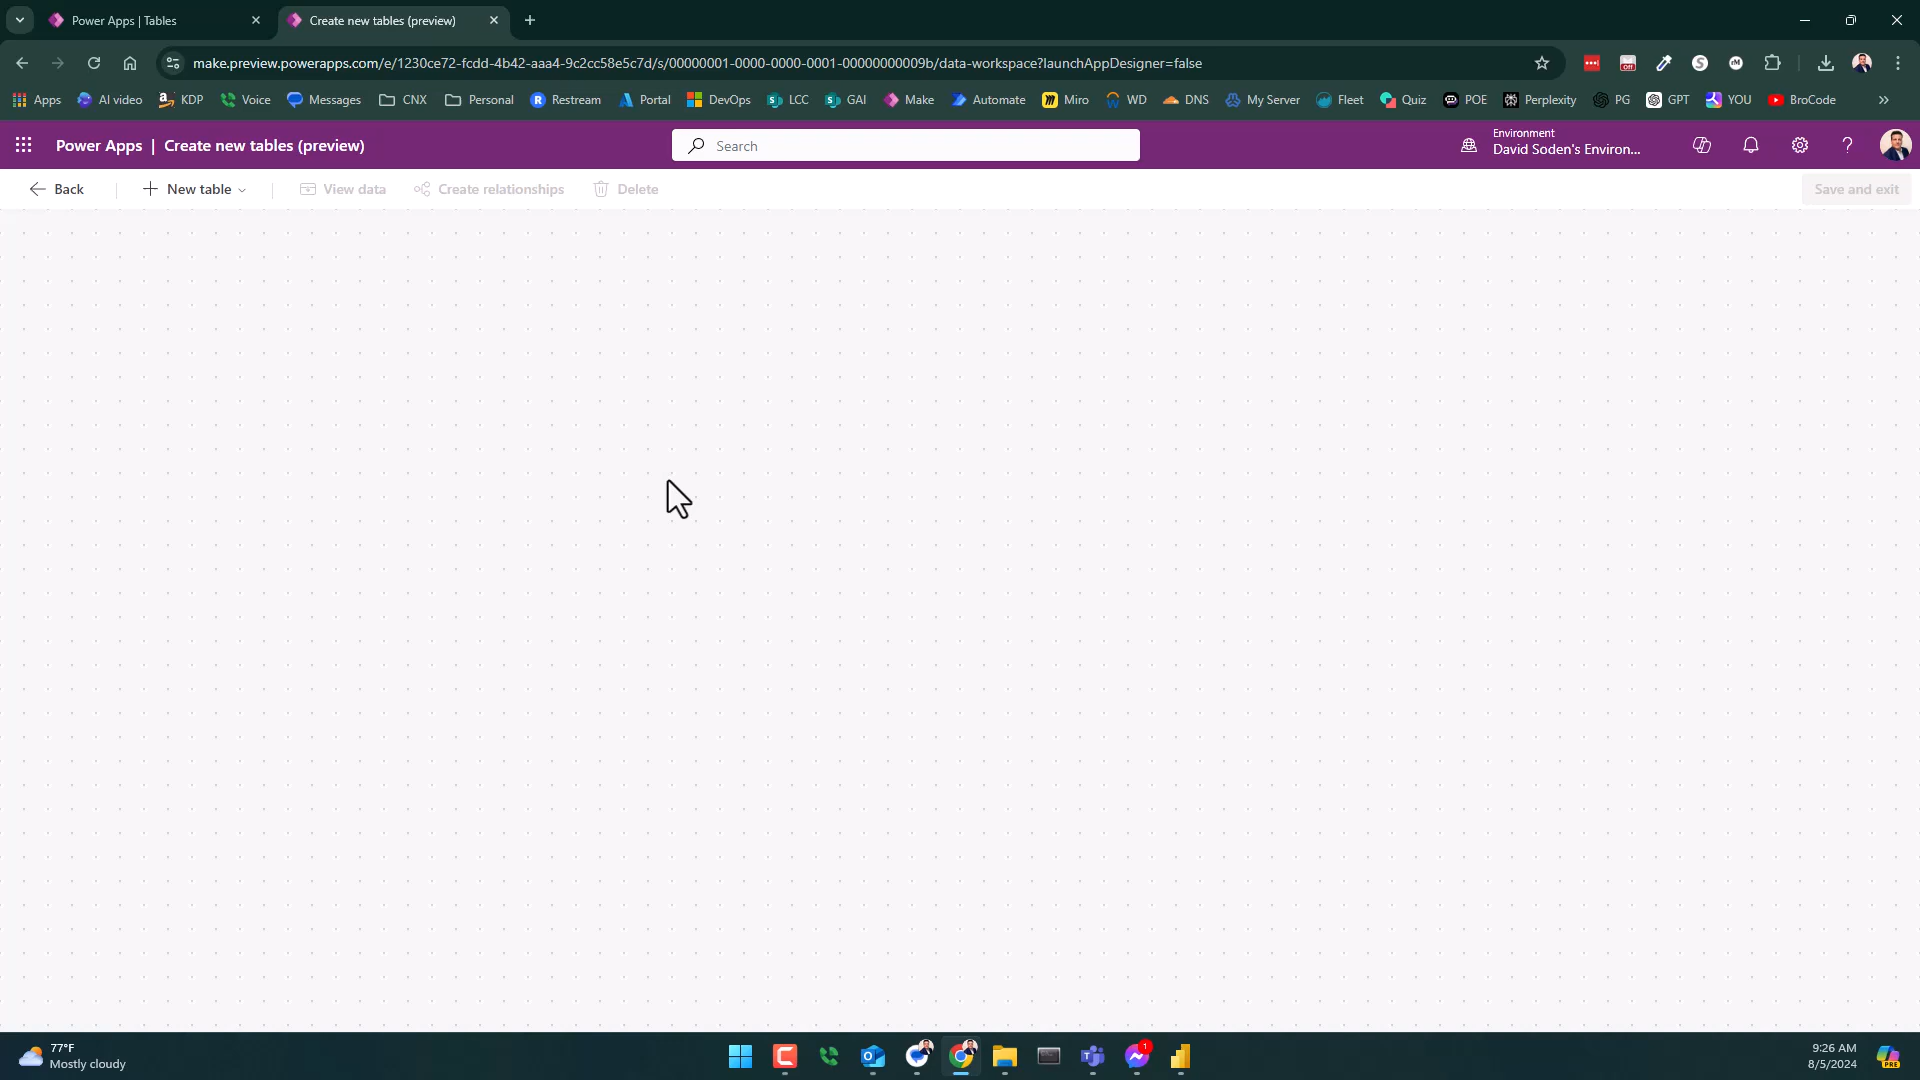 Power Apps | Tables
Create new tables (preview)
make.preview.powerapps.com/e/1230ce72-fcdd-4b42-aaa4-9c2cc58e5c7d/s/00000001-0000-0000-0001-00000000009b/data-workspace?launchAppDesigner=false
Apps AI video KDP Voice Messages CNX Personal Restream Portal DevOps LCC GAI Make Automate Miro WD DNS My Server Fleet Quiz POE Perplexity PG GPT YOU BroCode
Power Apps | Create new tables (preview)
Search
Environment
David Soden's Environ...
Back New table View data Create relationships Delete Save and exit
77°F
Mostly cloudy
1
9:26 AM
8/5/2024